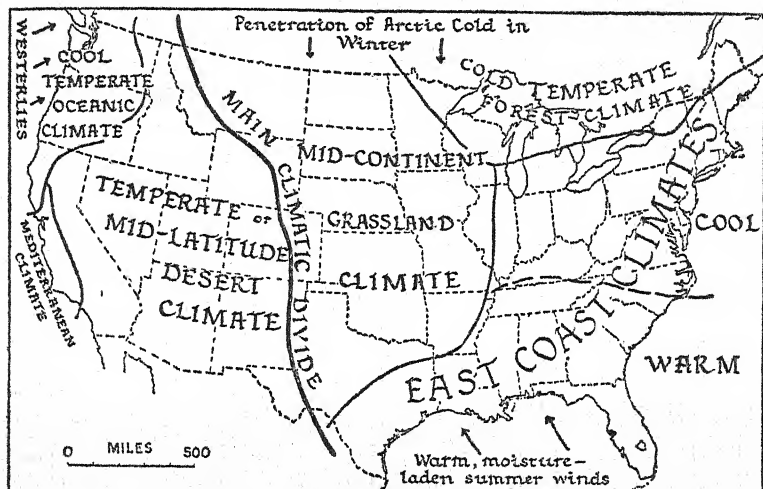 Penetration of Arctic Cold in
Winter
WESTERLIES
COOL
TEMPERATE
OCEANIC
CLIMATE
COLD TEMPERATE
FOREST CLIMATE
MAIN CLIMATIC DIVIDE
MID-CONTINENT
GRASSLAND
CLIMATE
TEMPERATE or
MID-LATITUDE
DESERT
CLIMATE
MEDITERRANEAN
CLIMATE
EAST COAST CLIMATES
COOL
WARM
0 MILES 500
Warm, moisture-
laden summer winds